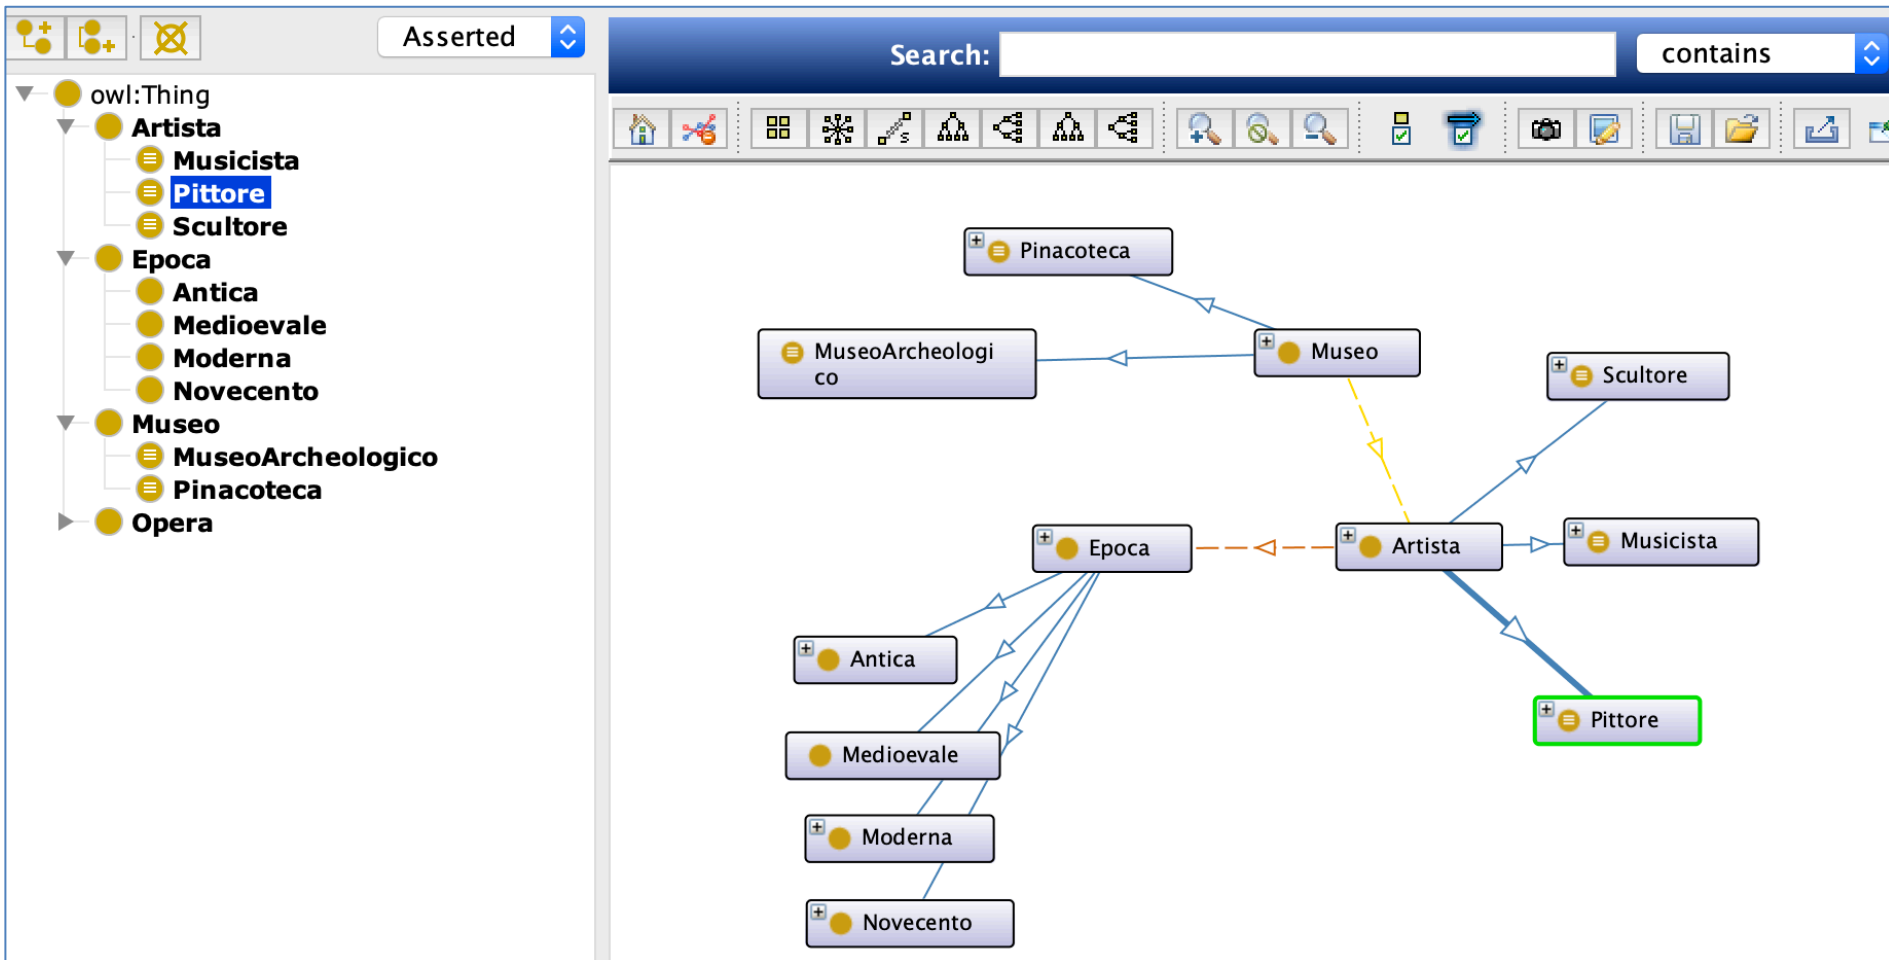 Asserted
owl:Thing
Artista
Musicista
Pittore
Scultore
Epoca
Antica
Medioevale
Moderna
Novecento
Museo
MuseoArcheologico
Pinacoteca
Opera
Search:
contains
Pinacoteca
MuseoArcheologi
co
Museo
Scultore
Epoca
Artista
Musicista
Antica
Pittore
Medioevale
Moderna
Novecento